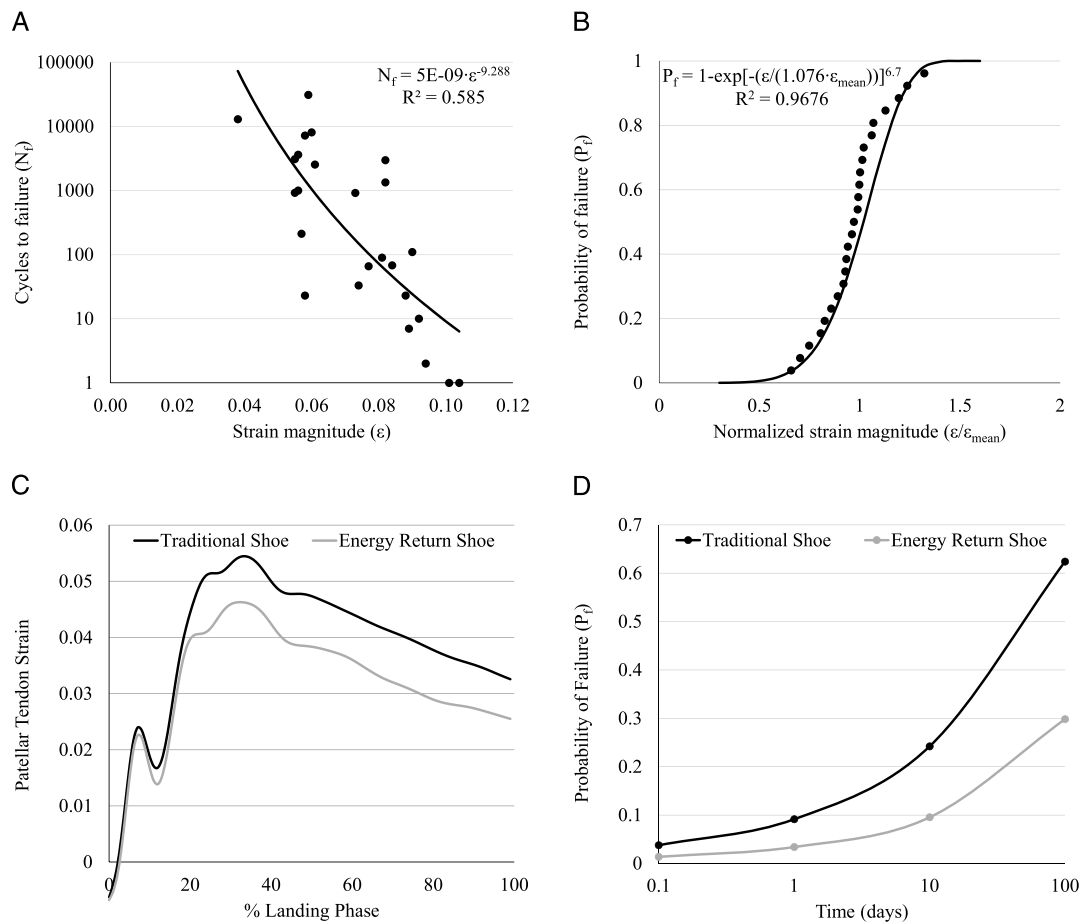 A
Cycles to failure (Nf)
100000
10000
1000
100
10
1
Nf = 5E-09·ε^-9.288
R² = 0.585
0.00 0.02 0.04 0.06 0.08 0.10 0.12
Strain magnitude (ε)
B
Probability of failure (Pf)
1
0.8
0.6
0.4
0.2
0
Pf = 1-exp[-(ε/(1.076·εmean))]^6.7
R² = 0.9676
0 0.5 1 1.5 2
Normalized strain magnitude (ε/εmean)
C
Patellar Tendon Strain
0.06
0.05
0.04
0.03
0.02
0.01
0
Traditional Shoe Energy Return Shoe
0 20 40 60 80 100
% Landing Phase
D
Probability of Failure (Pf)
0.7
0.6
0.5
0.4
0.3
0.2
0.1
0
Traditional Shoe Energy Return Shoe
0.1 1 10 100
Time (days)